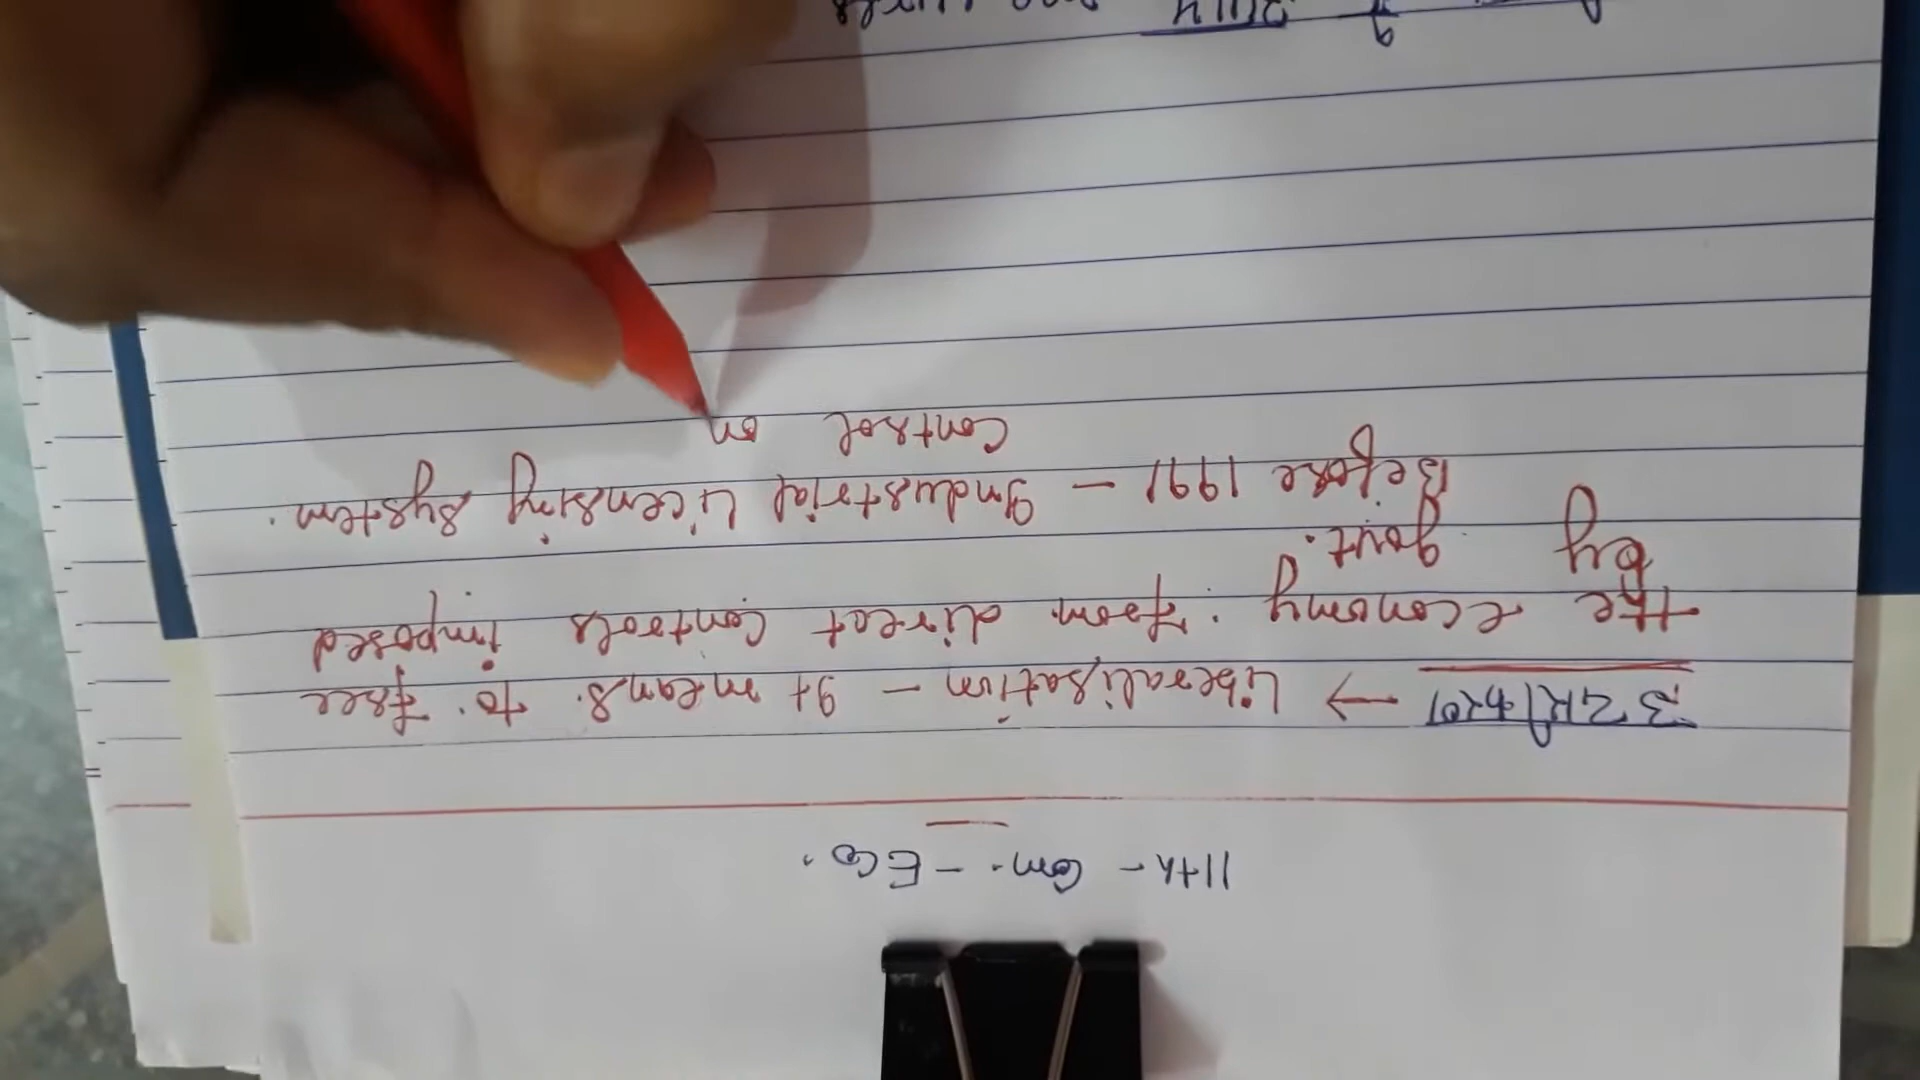 11th - Com. - Eco.
उदारीकरण → Liberalisation - It means to free
the economy from direct controls imposed
by govt.
Before 1991 - Industrial Licensing System.
Control on